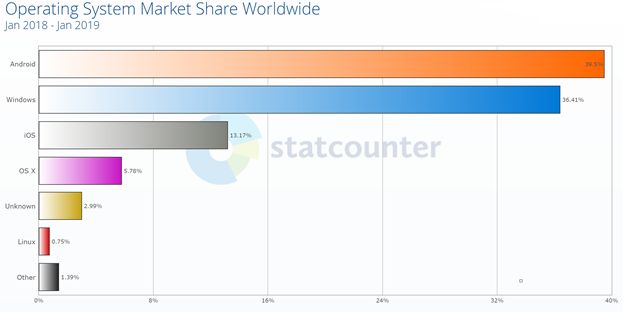 Operating System Market Share Worldwide
Jan 2018 - Jan 2019
Android 39.5%
Windows 36.41%
iOS 13.17%
statcounter
OS X 5.78%
Unknown 2.99%
Linux 0.75%
Other 1.39%
0% 8% 16% 24% 32% 40%